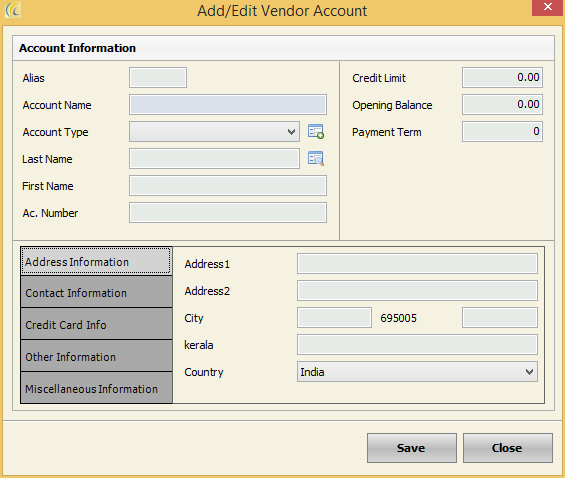 Add/Edit Vendor Account
Account Information
Alias
Account Name
Account Type
Last Name
First Name
Ac. Number
Credit Limit 0.00
Opening Balance 0.00
Payment Term 0
Address Information
Contact Information
Credit Card Info
Other Information
Miscellaneous Information
Address1
Address2
City 695005
kerala
Country India
Save Close